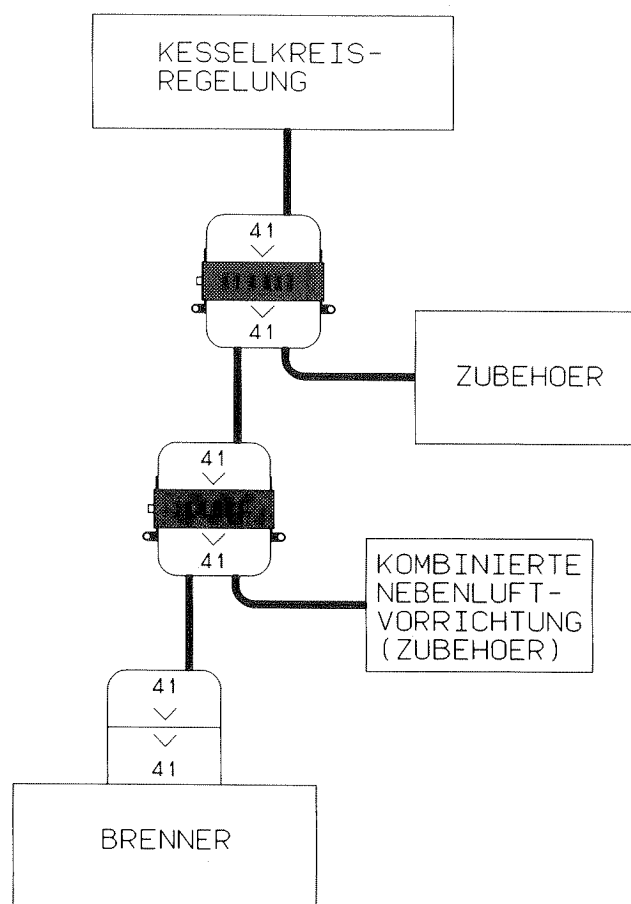 KESSELKREIS-
REGELUNG
41
41
ZUBEHOER
41
41
KOMBINIERTE
NEBENLUFT-
VORRICHTUNG
(ZUBEHOER)
41
41
BRENNER